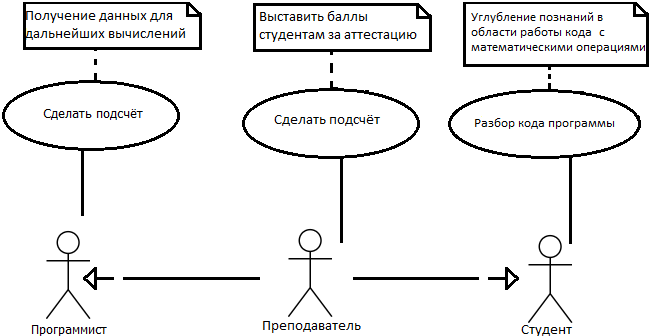 Получение данных для
дальнейших вычислений
Выставить баллы
студентам за аттестацию
Углубление познаний в
области работы кода с
математическими операциями
Сделать подсчёт
Сделать подсчёт
Разбор кода программы
Программист
Преподаватель
Студент